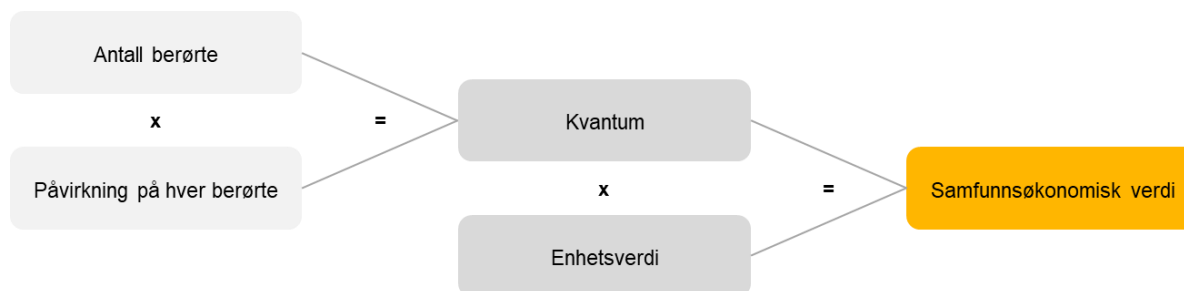 Antall berørte
x
=
Påvirkning på hver berørte
Kvantum
x
=
Enhetsverdi
Samfunnsøkonomisk verdi